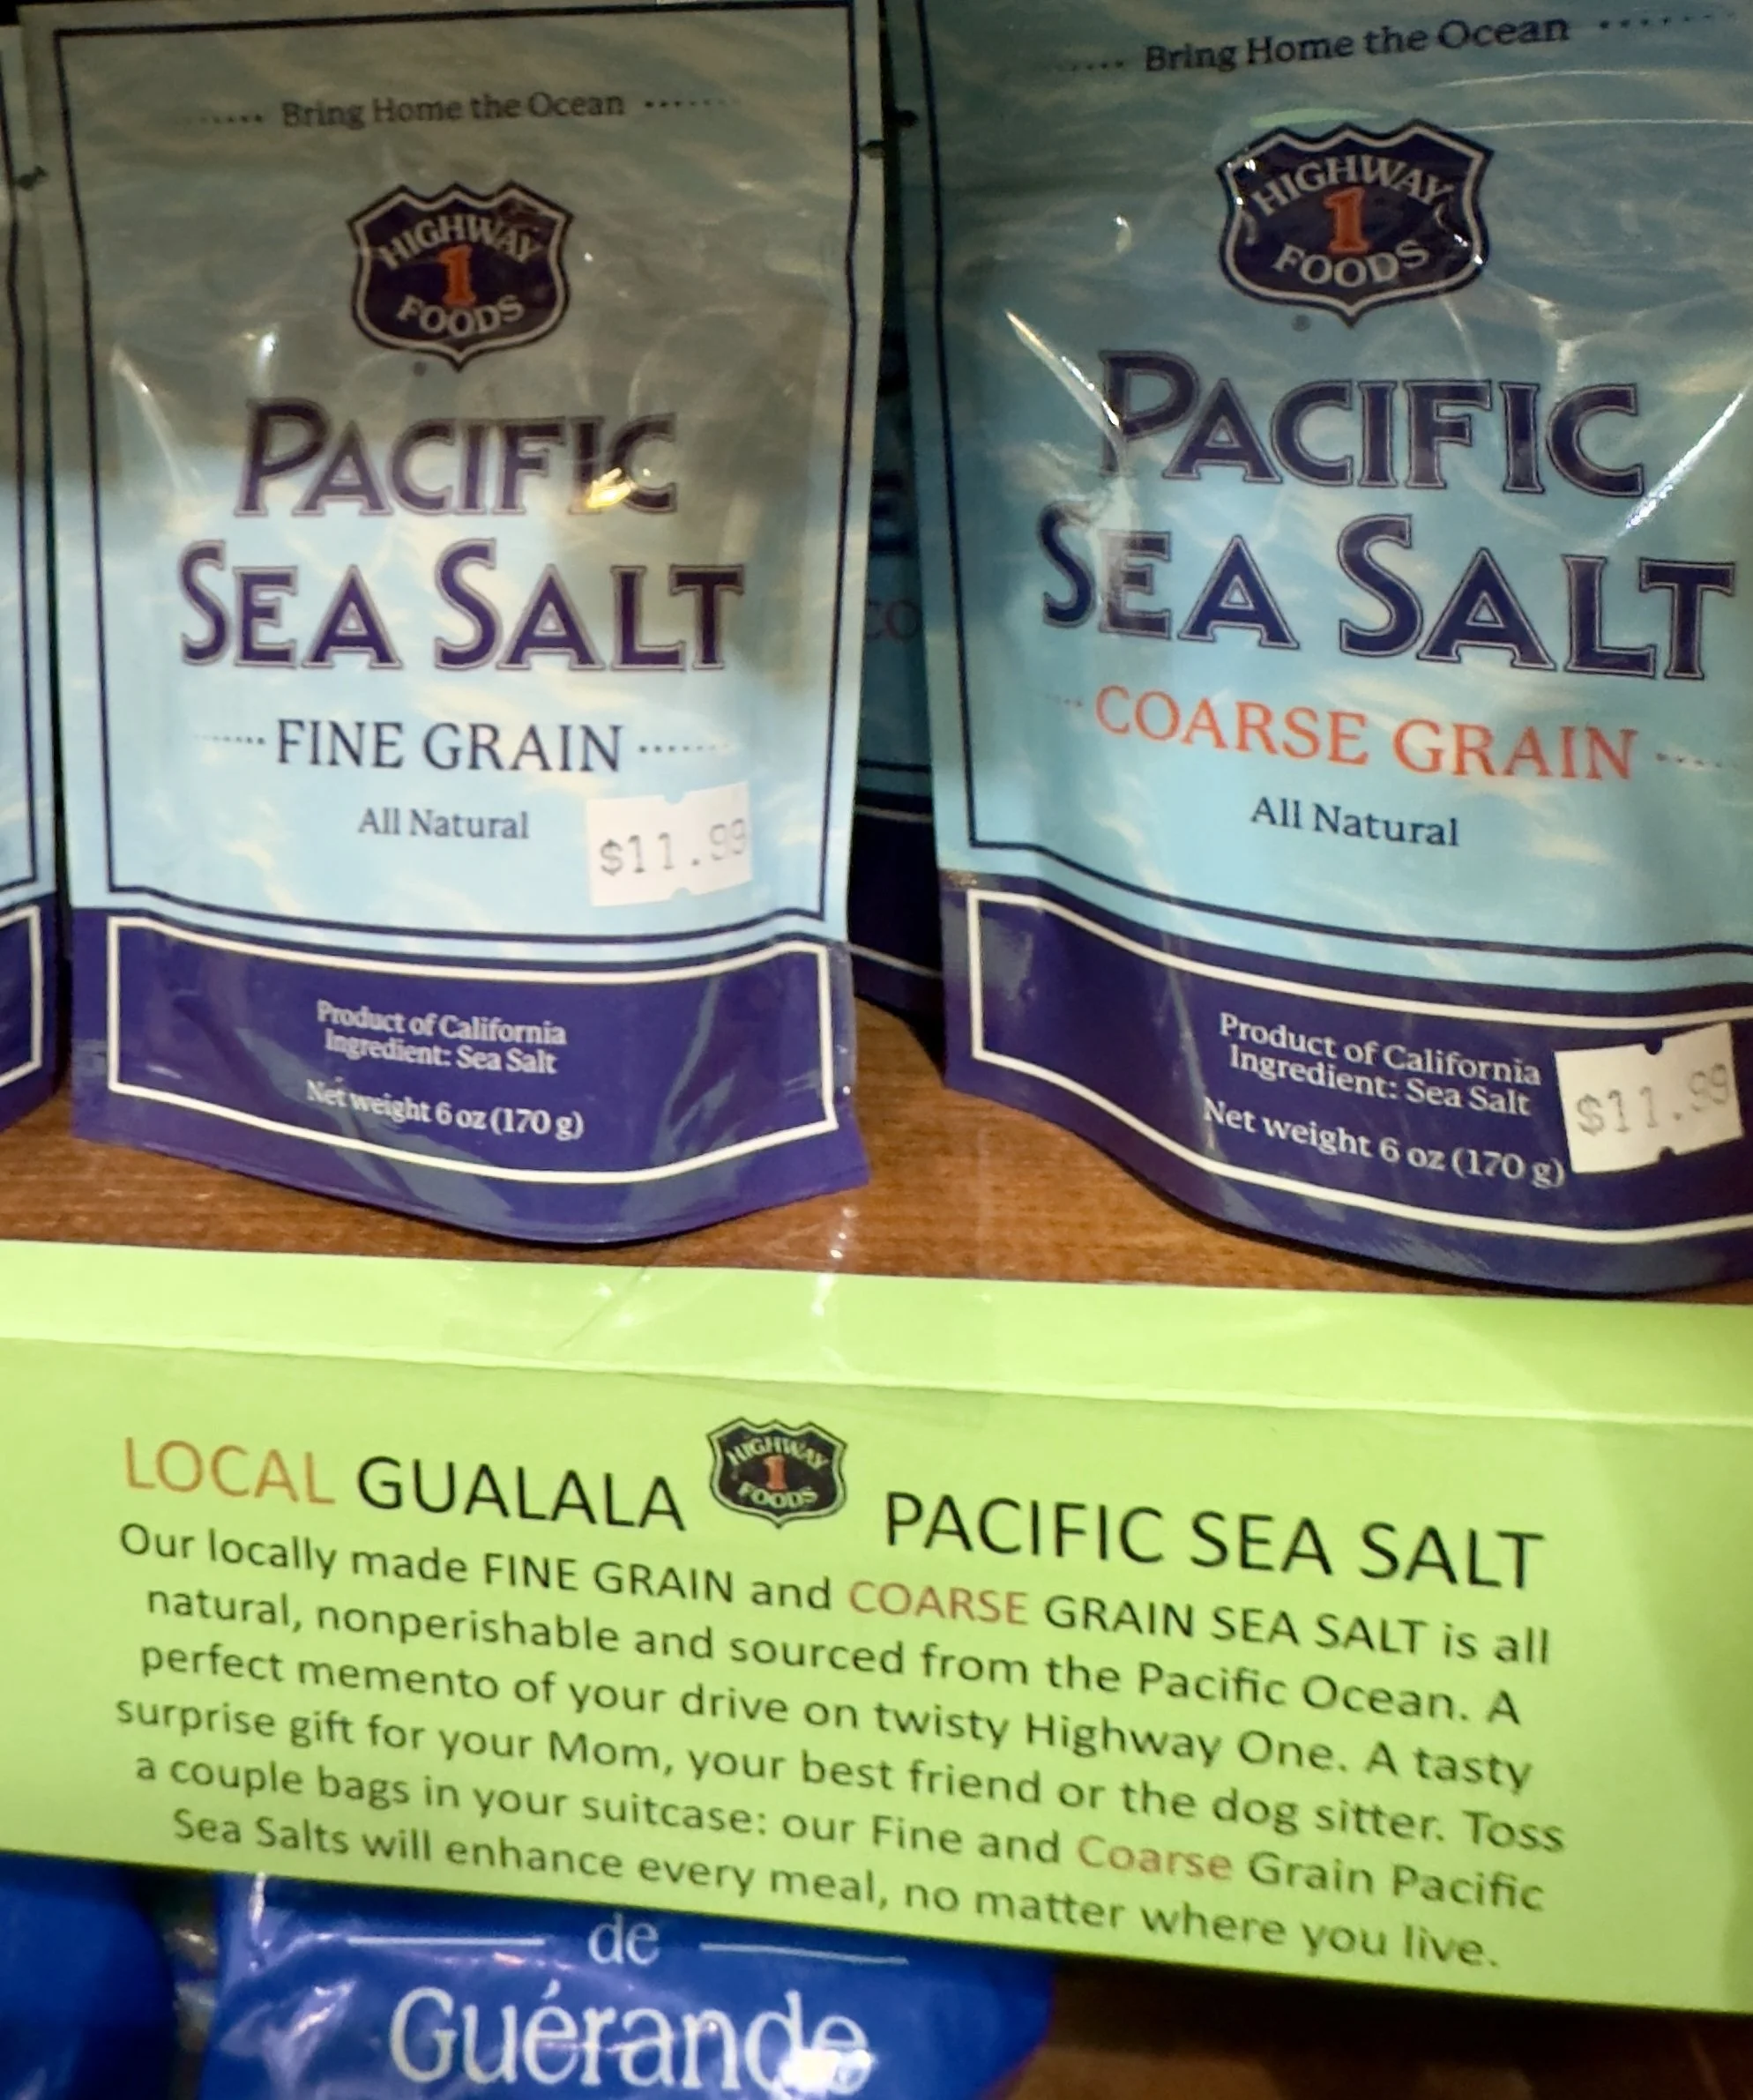 Bring Home the Ocean
HIGHWAY
1
FOODS
PACIFIC
SEA SALT
FINE GRAIN
All Natural
$11.99
Product of California
Ingredient: Sea Salt
Net weight 6 oz (170 g)
Bring Home the Ocean
HIGHWAY
1
FOODS
PACIFIC
SEA SALT
COARSE GRAIN
All Natural
Product of California
Ingredient: Sea Salt
Net weight 6 oz (170 g)
$11.99
CO
LOCAL GUALALA HIGHWAY 1 FOODS PACIFIC SEA SALT
Our locally made FINE GRAIN and COARSE GRAIN SEA SALT is all
natural, nonperishable and sourced from the Pacific Ocean. A
perfect memento of your drive on twisty Highway One. A tasty
surprise gift for your Mom, your best friend or the dog sitter. Toss
a couple bags in your suitcase: our Fine and Coarse Grain Pacific
Sea Salts will enhance every meal, no matter where you live.
de
Guérande